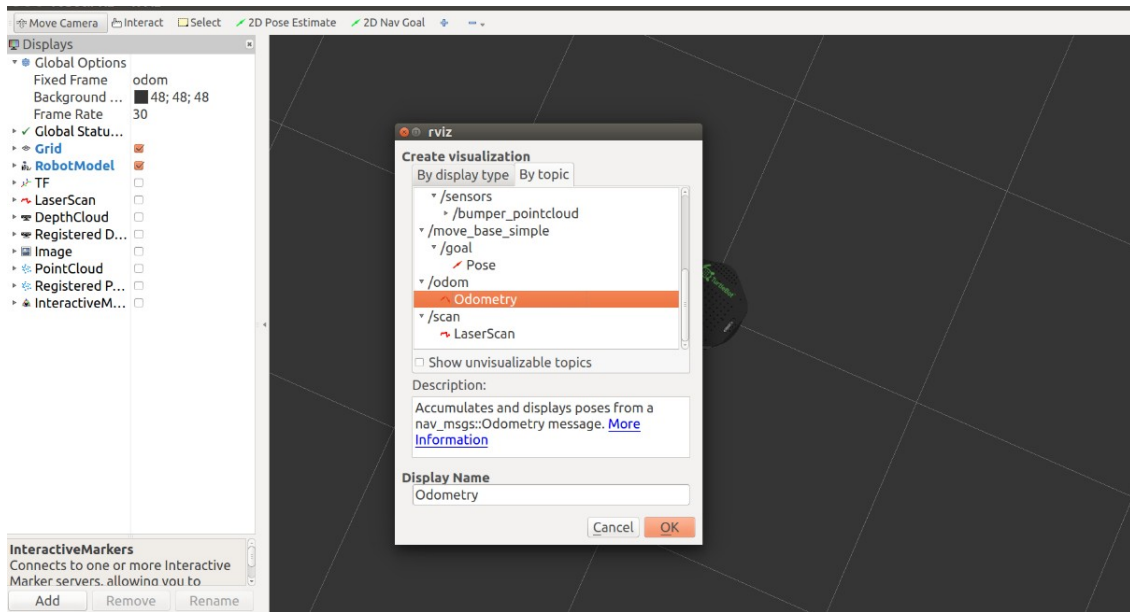 Move Camera Interact Select 2D Pose Estimate 2D Nav Goal
Displays
Global Options
Fixed Frame odom
Background ... 48; 48; 48
Frame Rate 30
Global Statu...
Grid
RobotModel
TF
LaserScan
DepthCloud
Registered D...
Image
PointCloud
Registered P...
InteractiveM...
InteractiveMarkers
Connects to one or more Interactive
Marker servers, allowing you to
Add Remove Rename
rviz
Create visualization
By display type By topic
/sensors
/bumper_pointcloud
/move_base_simple
/goal
Pose
/odom
Odometry
/scan
LaserScan
Show unvisualizable topics
Description:
Accumulates and displays poses from a
nav_msgs::Odometry message. More
Information
Display Name
Odometry
Cancel OK
TurtleBot